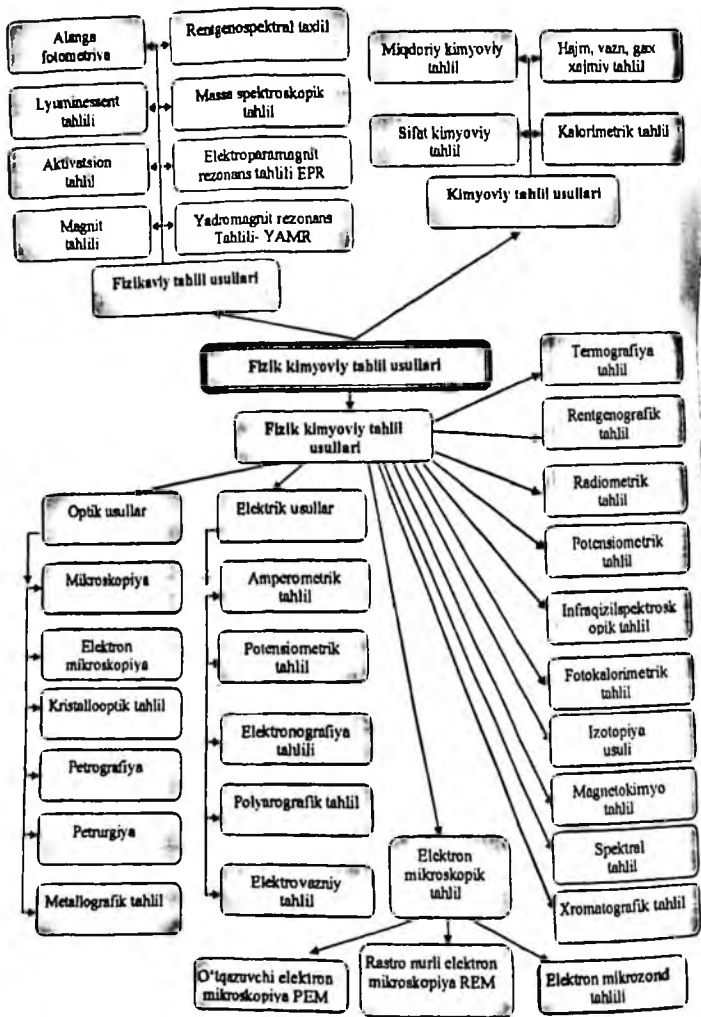 Alanga
fotometriya
Rentgenospektral taxlil
Lyuminessent
tahlili
Massa spektroskopik
tahlil
Aktivatsion
tahlil
Elektroparamagnit
rezonans tahlili EPR
Magnit
tahlili
Yadromagnit rezonans
Tahlili- YAMR
Fizikaviy tahlil usullari
Miqdoriy kimyoviy
tahlil
Hajm, vazn, gax
xajmiy tahlil
Sifat kimyoviy
tahlil
Kalorimetrik tahlil
Kimyoviy tahlil usullari
Fizik kimyoviy tahlil usullari
Fizik kimyoviy tahlil
usullari
Optik usullar
Mikroskopiya
Elektron
mikroskopiya
Kristallooptik tahlil
Petrografiya
Petrurgiya
Metallografik tahlil
Elektrik usullar
Amperometrik
tahlil
Potensiometrik
tahlil
Elektronografiya
tahlili
Polyarografik tahlil
Elektrovazniy
tahlil
Termografiya
tahlil
Rentgenografik
tahlil
Radiometrik
tahlil
Potensiometrik
tahlil
Infraqizilspektrosk
opik tahlil
Fotokalorimetrik
tahlil
Izotopiya
usuli
Magnetokimyo
tahlil
Spektral
tahlil
Xromatografik tahlil
Elektron
mikroskopik
tahlil
O‘tqazuvchi elektron
mikroskopiya PEM
Rastro nurli elektron
mikroskopiya REM
Elektron mikrozond
tahlili